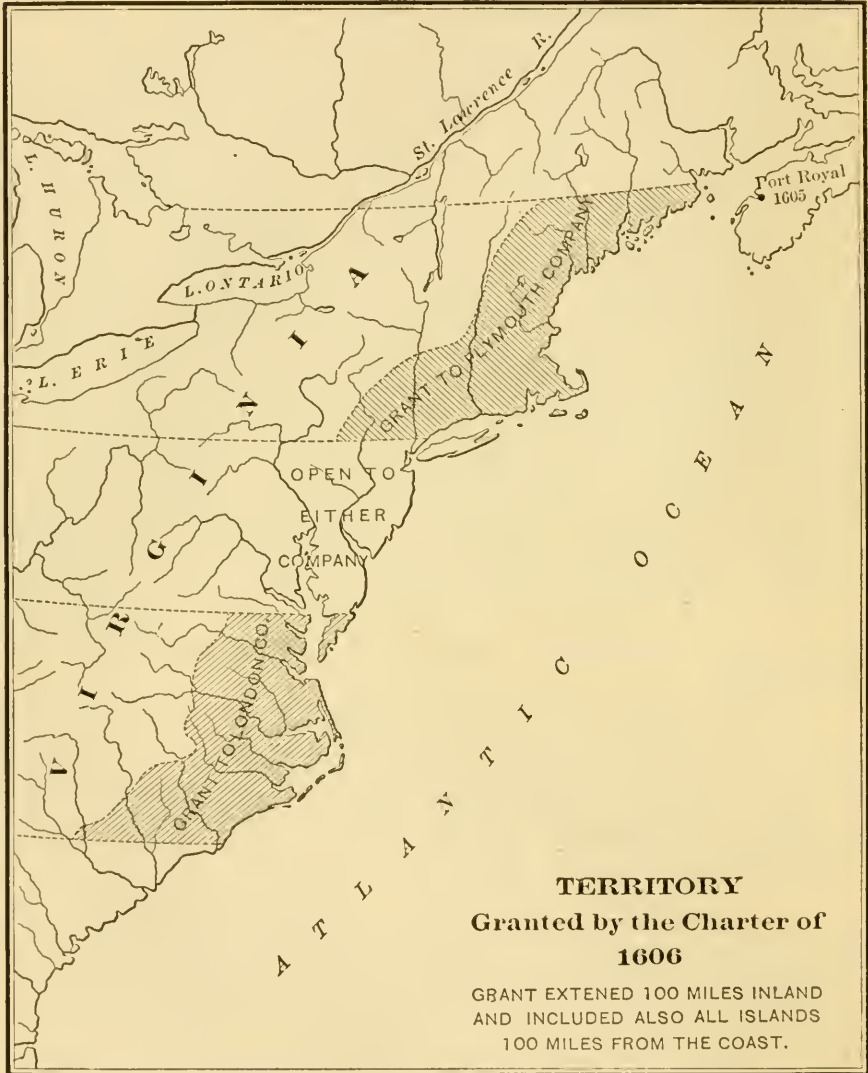 St. Lawrence R.
L. HURON
Port Royal
1605
L. ONTARIO
L. ERIE
VIRGINIA
GRANT TO PLYMOUTH COMPANY
OPEN TO
EITHER
COMPANY
GRANT TO LONDON CO.
ATLANTIC OCEAN
TERRITORY
Granted by the Charter of
1606
GRANT EXTENED 100 MILES INLAND
AND INCLUDED ALSO ALL ISLANDS
100 MILES FROM THE COAST.